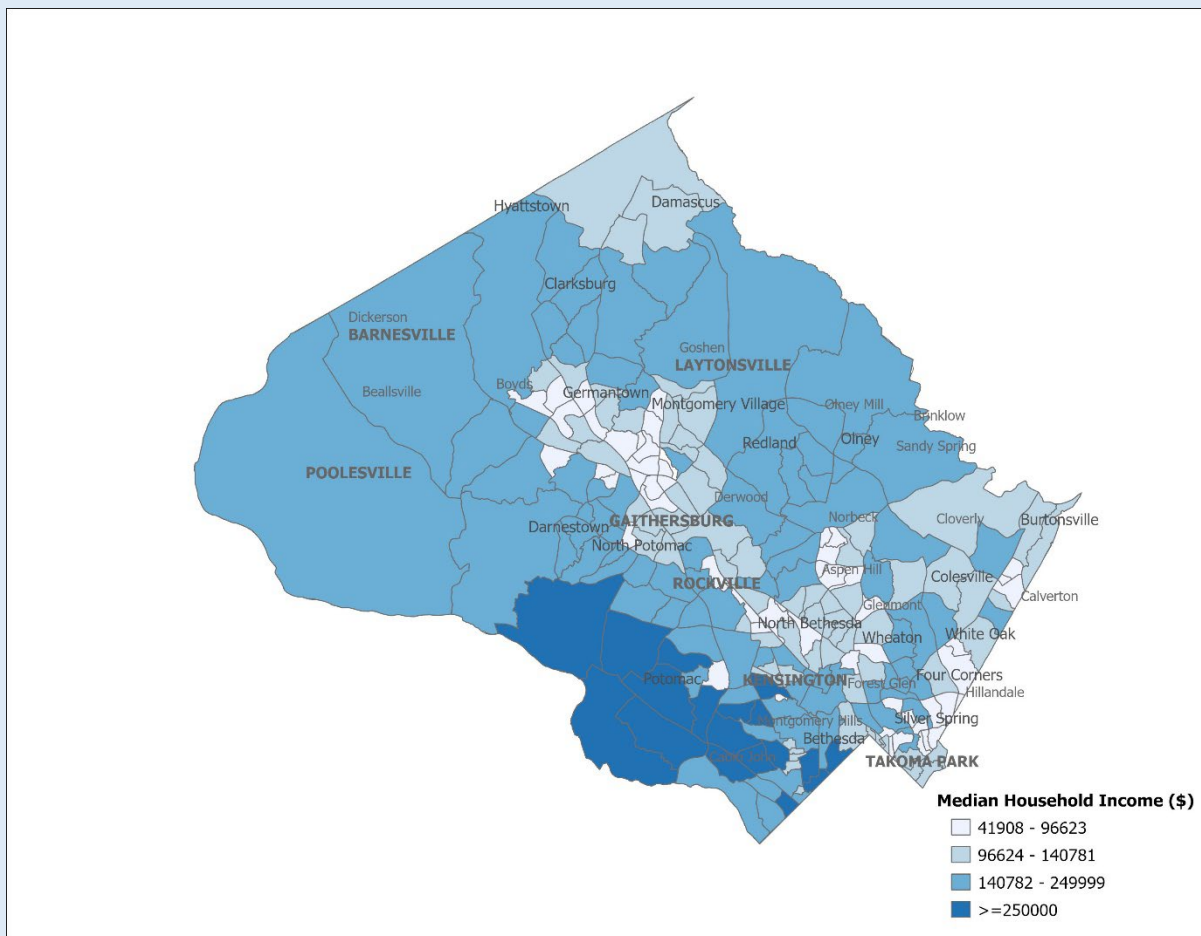 Hyattstown
Damascus
Clarksburg
Dickerson
BARNESVILLE
Goshen
LAYTONSVILLE
Beallsville
Boyds
Germantown
Montgomery Village
Olney Mill
Brinklow
Redland
Olney
Sandy Spring
POOLESVILLE
Derwood
Darnestown
GAITHERSBURG
North Potomac
Norbeck
Cloverly
Burtonsville
ROCKVILLE
Aspen Hill
Colesville
Calverton
Glenmont
North Bethesda
Wheaton
White Oak
Potomac
KENSINGTON
Forest Glen
Four Corners
Hillandale
Montgomery Hills
Silver Spring
Bethesda
Cabin John
TAKOMA PARK
Median Household Income ($)
41908 - 96623
96624 - 140781
140782 - 249999
>=250000